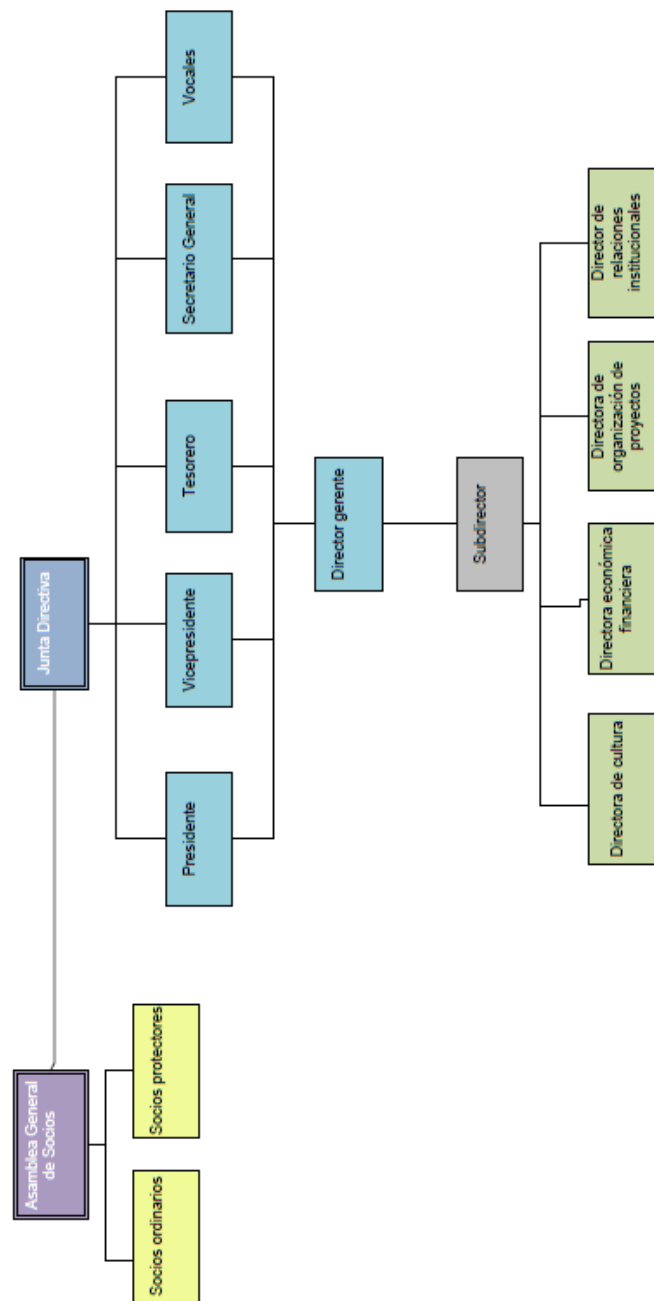 Asamblea General
de Socios
Junta Directiva
Socios ordinarios
Socios protectores
Presidente
Vicepresidente
Tesorero
Secretario General
Vocales
Director gerente
Subdirector
Directora de cultura
Directora económica
financiera
Directora de
organización de
proyectos
Director de
relaciones
institucionales